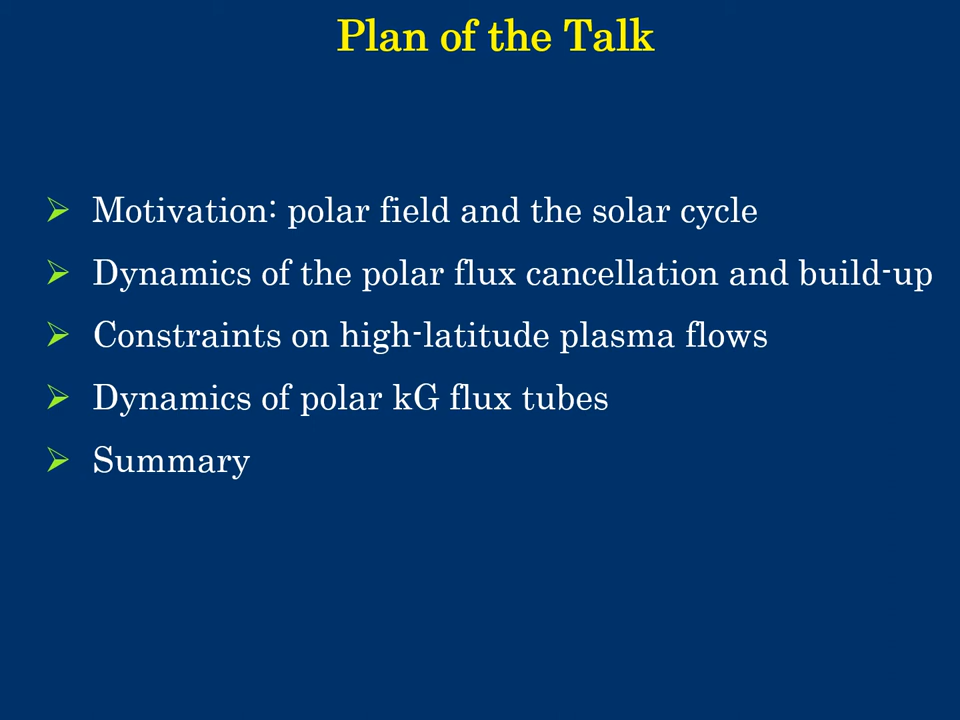 Plan of the Talk
Motivation: polar field and the solar cycle
Dynamics of the polar flux cancellation and build-up
Constraints on high-latitude plasma flows
Dynamics of polar kG flux tubes
Summary